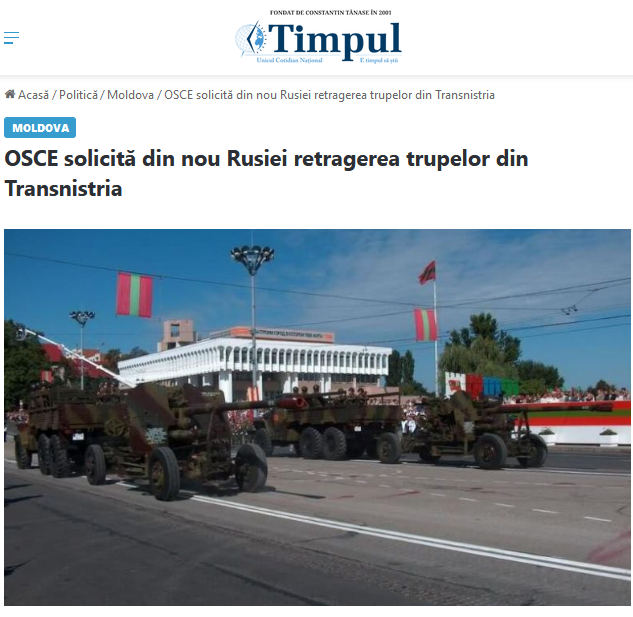 FONDAT DE CONSTANTIN TĂNASE ÎN 2001
Timpul
Unicul Cotidian Național E timpul să știi
Acasă / Politică / Moldova / OSCE solicită din nou Rusiei retragerea trupelor din Transnistria
MOLDOVA
OSCE solicită din nou Rusiei retragerea trupelor din
Transnistria